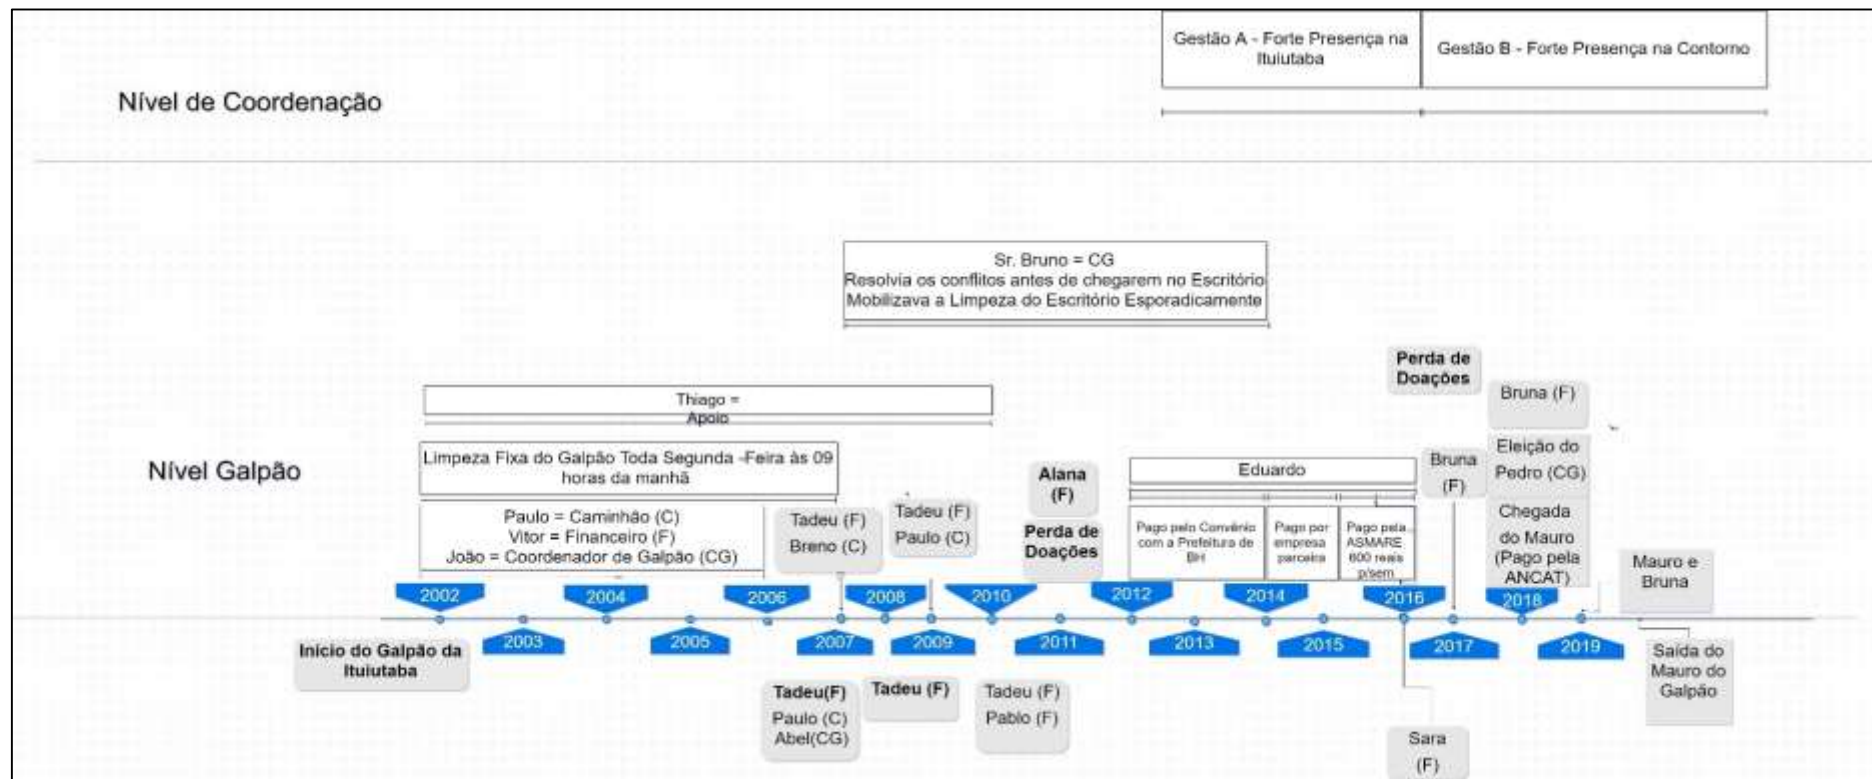 Gestão A - Forte Presença na
Ituiutaba
Gestão B - Forte Presença na Contorno
Nível de Coordenação
Sr. Bruno = CG
Resolvia os conflitos antes de chegarem no Escritório
Mobilizava a Limpeza do Escritório Esporadicamente
Perda de
Doações
Thiago =
Apoio
Bruna (F)
Nível Galpão
Limpeza Fixa do Galpão Toda Segunda -Feira às 09
horas da manhã
Paulo = Caminhão (C)
Vitor = Financeiro (F)
João = Coordenador de Galpão (CG)
Tadeu (F)
Breno (C)
Tadeu (F)
Paulo (C)
Alana
(F)
Perda de
Doações
Eduardo
Pago pelo Convênio
com a Prefeitura de
BH
Pago por
empresa
parceira
Pago pela
ASMARE
600 reais
p/sem
Bruna
(F)
Eleição do
Pedro (CG)
Chegada
do Mauro
(Pago pela
ANCAT)
Mauro e
Bruna
2002
2004
2006
2008
2010
2012
2014
2016
2018
2003
2005
2007
2009
2011
2013
2015
2017
2019
Início do Galpão da
Ituiutaba
Tadeu(F)
Paulo (C)
Abel(CG)
Tadeu (F)
Tadeu (F)
Pablo (F)
Sara
(F)
Saída do
Mauro do
Galpão